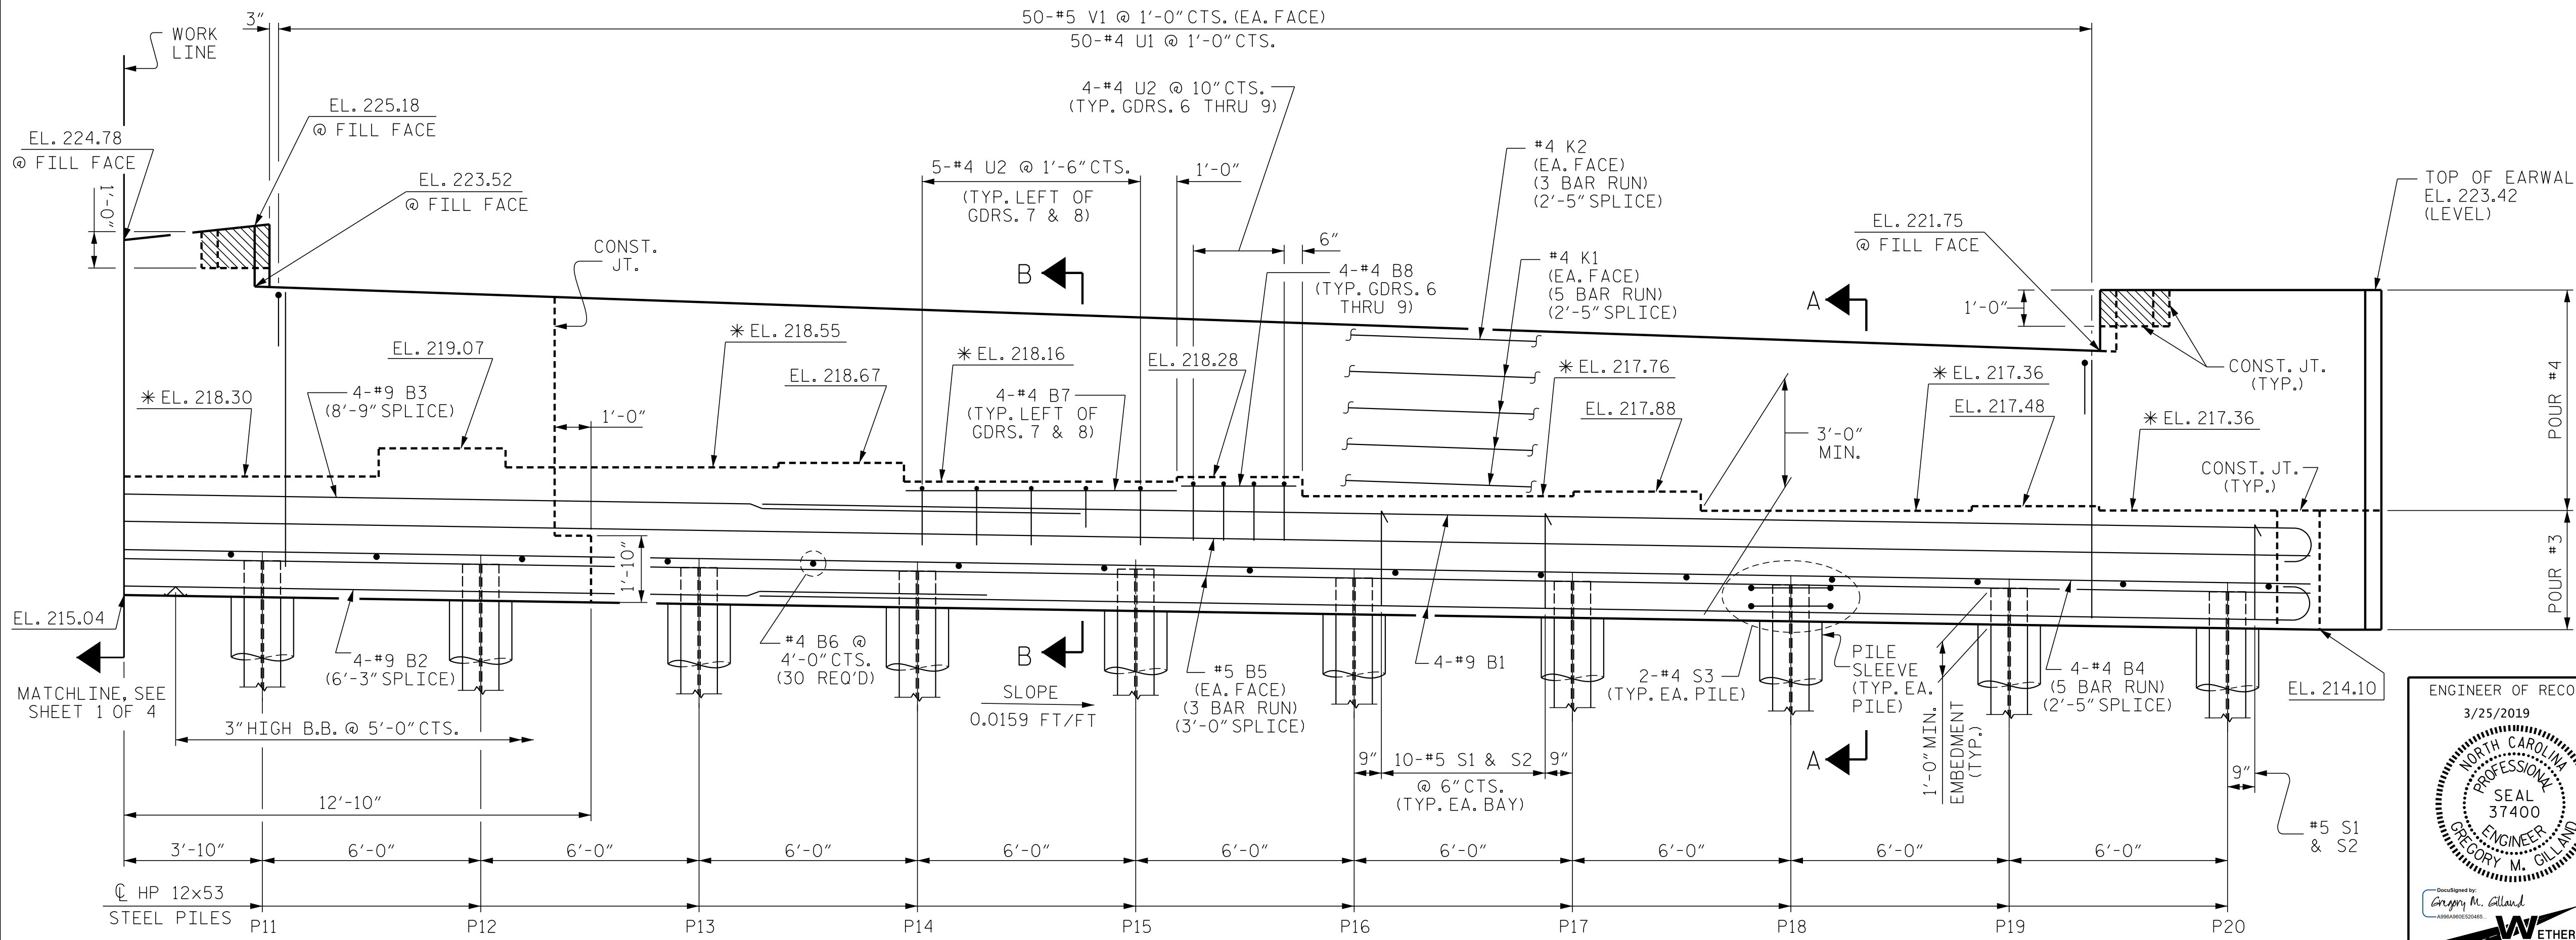 3"
50-#5 V1 @ 1'-0" CTS. (EA. FACE)
50-#4 U1 @ 1'-0" CTS.
WORK
LINE
EL. 225.18
@ FILL FACE
EL. 224.78
@ FILL FACE
1'-0"
EL. 223.52
@ FILL FACE
CONST.
JT.
4-#4 U2 @ 10" CTS.
(TYP. GDRS. 6 THRU 9)
5-#4 U2 @ 1'-6" CTS.
(TYP. LEFT OF
GDRS. 7 & 8)
1'-0"
6"
B
4-#4 B8
(TYP. GDRS. 6
THRU 9)
#4 K2
(EA. FACE)
(3 BAR RUN)
(2'-5" SPLICE)
#4 K1
(EA. FACE)
(5 BAR RUN)
(2'-5" SPLICE)
A
EL. 221.75
@ FILL FACE
1'-0"
TOP OF EARWAL
EL. 223.42
(LEVEL)
CONST. JT.
(TYP.)
POUR #4
✳ EL. 218.30
4-#9 B3
(8'-9" SPLICE)
EL. 219.07
1'-0"
✳ EL. 218.55
EL. 218.67
✳ EL. 218.16
4-#4 B7
(TYP. LEFT OF
GDRS. 7 & 8)
EL. 218.28
✳ EL. 217.76
EL. 217.88
3'-0"
MIN.
✳ EL. 217.36
EL. 217.48
✳ EL. 217.36
CONST. JT.
(TYP.)
POUR #3
1'-10"
EL. 215.04
MATCHLINE, SEE
SHEET 1 OF 4
4-#9 B2
(6'-3" SPLICE)
3" HIGH B.B. @ 5'-0" CTS.
#4 B6 @
4'-0" CTS.
(30 REQ'D)
B
SLOPE
0.0159 FT/FT
#5 B5
(EA. FACE)
(3 BAR RUN)
(3'-0" SPLICE)
4-#9 B1
9"
10-#5 S1 & S2
@ 6" CTS.
(TYP. EA. BAY)
9"
2-#4 S3
(TYP. EA. PILE)
A
PILE
SLEEVE
(TYP. EA.
PILE)
1'-0" MIN.
EMBEDMENT
(TYP.)
4-#4 B4
(5 BAR RUN)
(2'-5" SPLICE)
EL. 214.10
9"
#5 S1
& S2
12'-10"
3'-10"
6'-0"
6'-0"
6'-0"
6'-0"
6'-0"
6'-0"
6'-0"
6'-0"
6'-0"
℄ HP 12x53
STEEL PILES
P11
P12
P13
P14
P15
P16
P17
P18
P19
P20
ENGINEER OF RECO
3/25/2019
NORTH CAROLINA
PROFESSIONAL
SEAL
37400
ENGINEER
GREGORY M. GILLAND
DocuSigned by:
Gregory M. Gilland
A996A960E520465...
WETHER